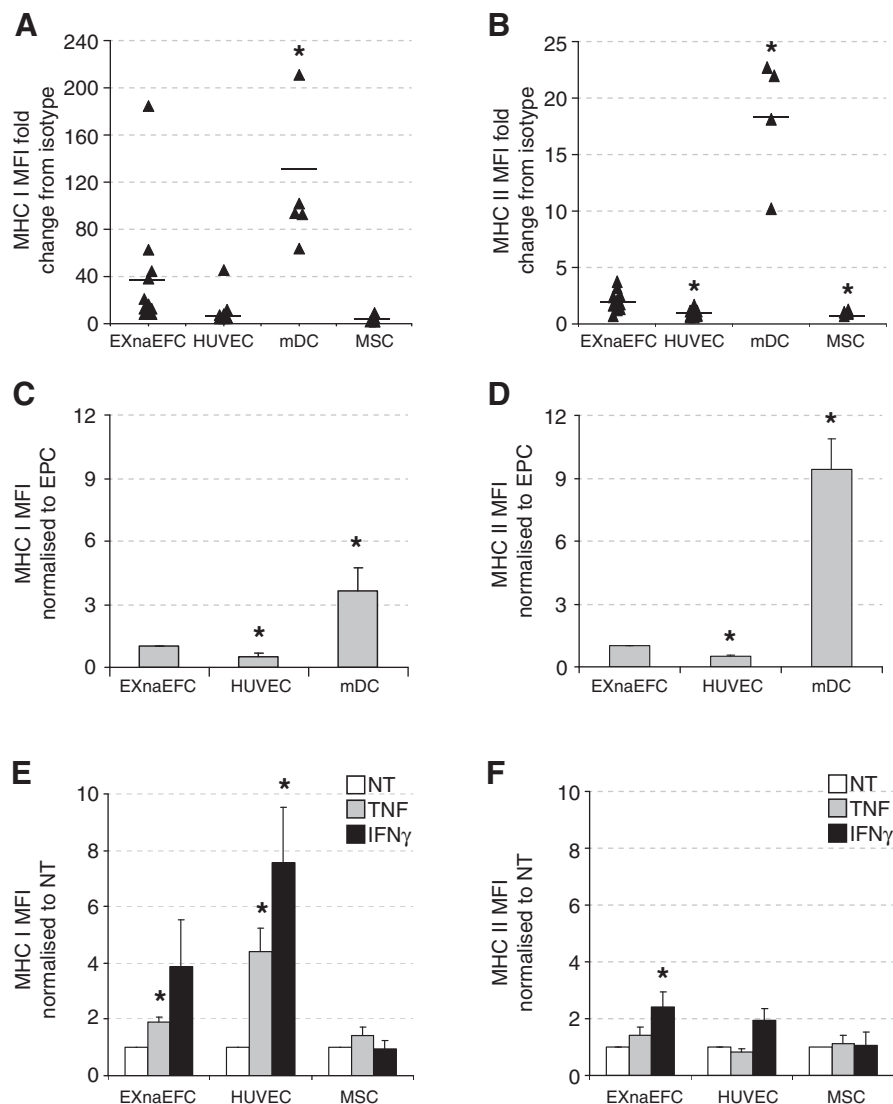 A
MHC I MFI fold
change from isotype
240
200
160
120
80
40
0
*
EXnaEFC HUVEC mDC MSC
B
MHC II MFI fold
change from isotype
25
20
15
10
5
0
* * *
EXnaEFC HUVEC mDC MSC
C
MHC I MFI
normalised to EPC
12
9
6
3
0
* *
EXnaEFC HUVEC mDC
D
MHC II MFI
normalised to EPC
12
9
6
3
0
* *
EXnaEFC HUVEC mDC
E
MHC I MFI
normalised to NT
10
8
6
4
2
0
NT
TNF
IFNγ
* * *
EXnaEFC HUVEC MSC
F
MHC II MFI
normalised to NT
10
8
6
4
2
0
NT
TNF
IFNγ
*
EXnaEFC HUVEC MSC